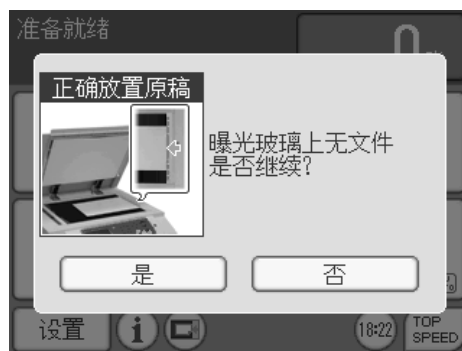 准备就绪
正确放置原稿
曝光玻璃上无文件
是否继续?
是
否
设置
i
18:22
TOP
SPEED